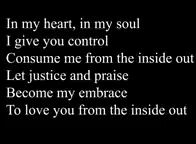 In my heart, in my soul
I give you control
Consume me from the inside out
Let justice and praise
Become my embrace
To love you from the inside out